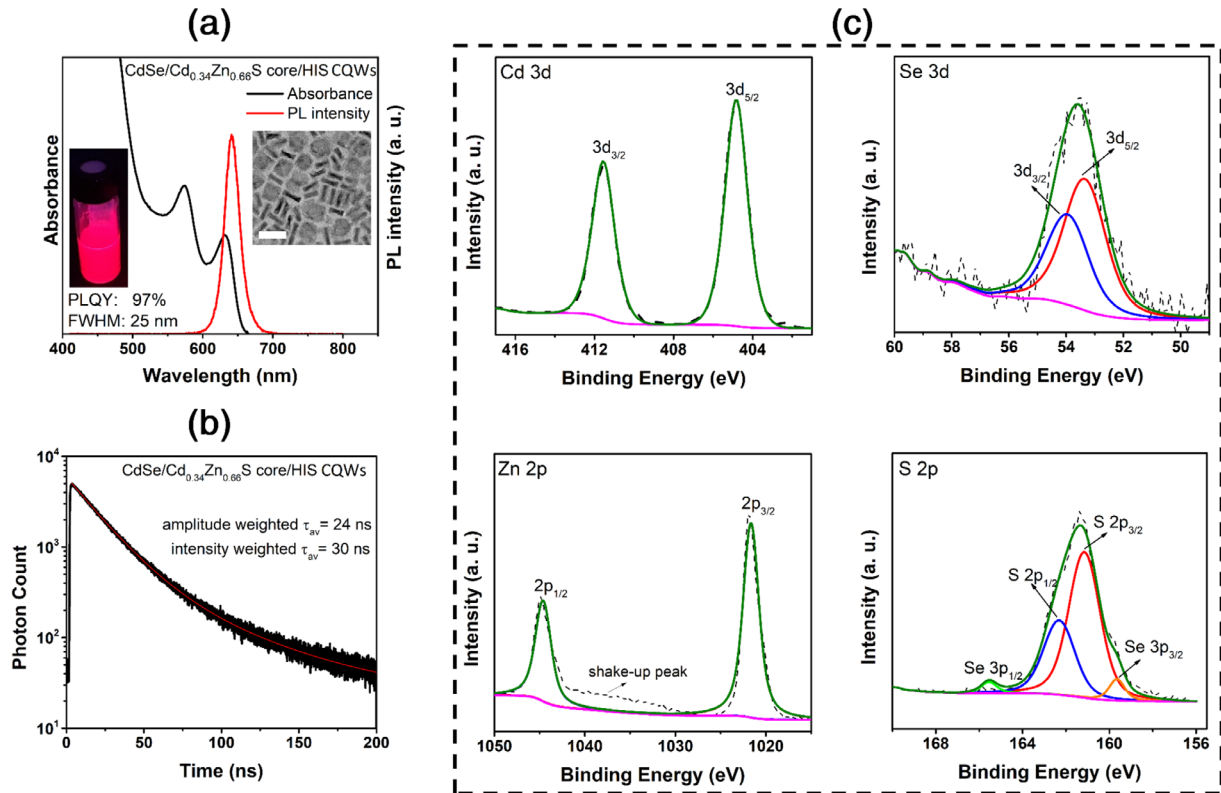 (a)
CdSe/Cd0.34Zn0.66S core/HIS CQWs
Absorbance
PL intensity
PLQY: 97%
FWHM: 25 nm
Absorbance
PL intensity (a. u.)
400 500 600 700 800
Wavelength (nm)
(b)
CdSe/Cd0.34Zn0.66S core/HIS CQWs
amplitude weighted τav= 24 ns
intensity weighted τav= 30 ns
10^4
10^3
10^2
10^1
Photon Count
0 50 100 150 200
Time (ns)
(c)
Cd 3d
3d5/2
3d3/2
Intensity (a. u.)
416 412 408 404
Binding Energy (eV)
Se 3d
3d5/2
3d3/2
Intensity (a. u.)
60 58 56 54 52 50
Binding Energy (eV)
Zn 2p
2p3/2
2p1/2
shake-up peak
Intensity (a. u.)
1050 1040 1030 1020
Binding Energy (eV)
S 2p
S 2p3/2
S 2p1/2
Se 3p3/2
Se 3p1/2
Intensity (a. u.)
168 164 160 156
Binding Energy (eV)